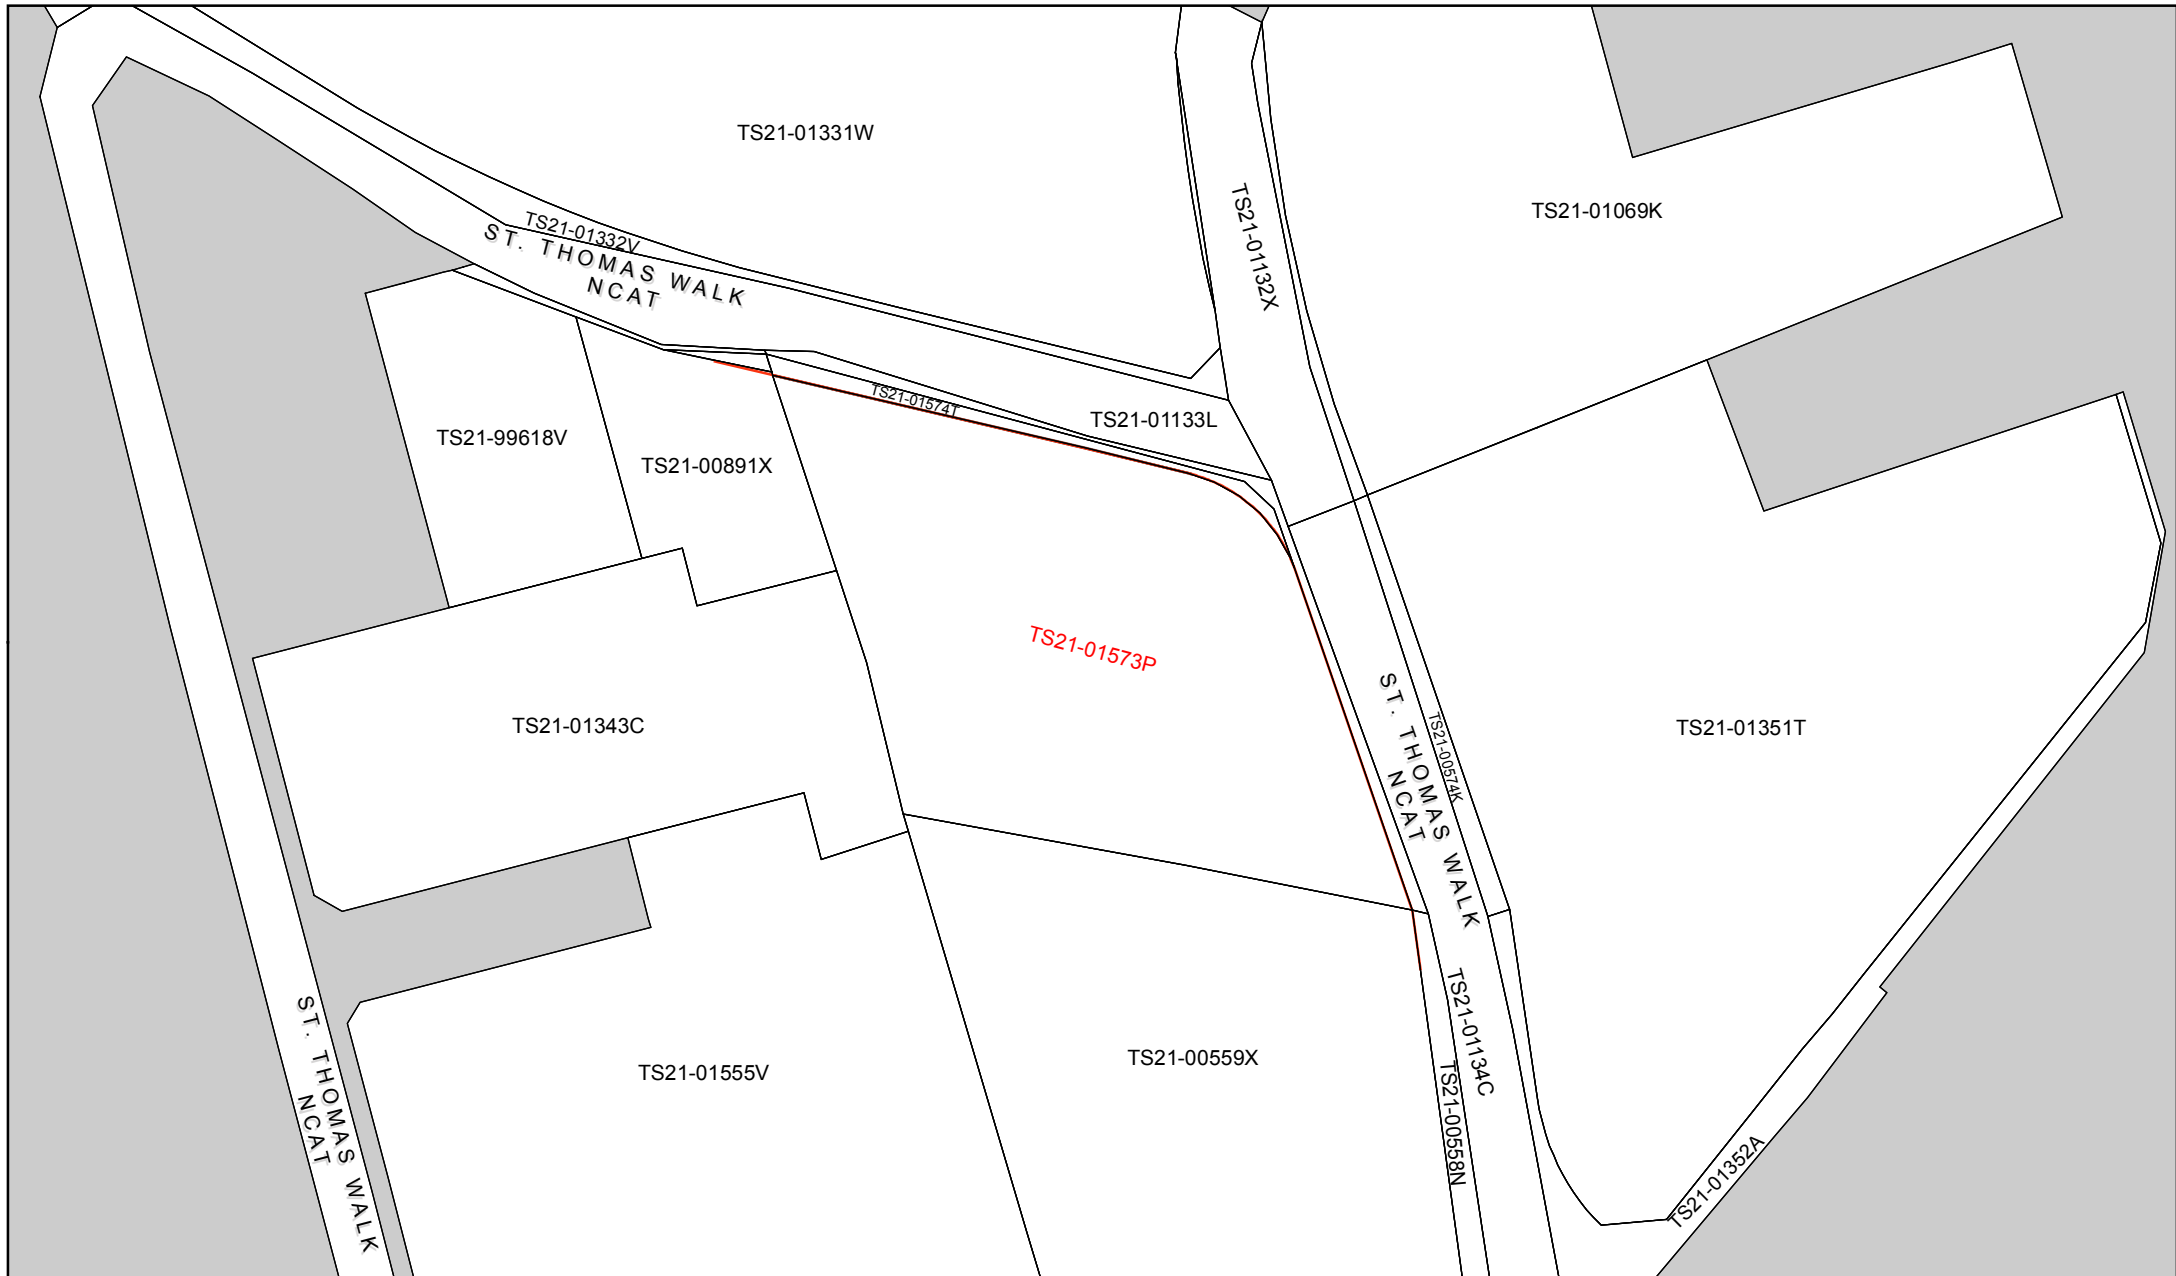 TS21-01331W
TS21-01069K
TS21-01132X
TS21-01332V
ST. THOMAS WALK
NCAT
TS21-01574T
TS21-01133L
TS21-99618V
TS21-00891X
TS21-01573P
TS21-01343C
ST. THOMAS WALK
NCAT
TS21-00574K
TS21-01351T
ST. THOMAS WALK
NCAT
TS21-01555V
TS21-00559X
TS21-01134C
TS21-00558N
TS21-01352A